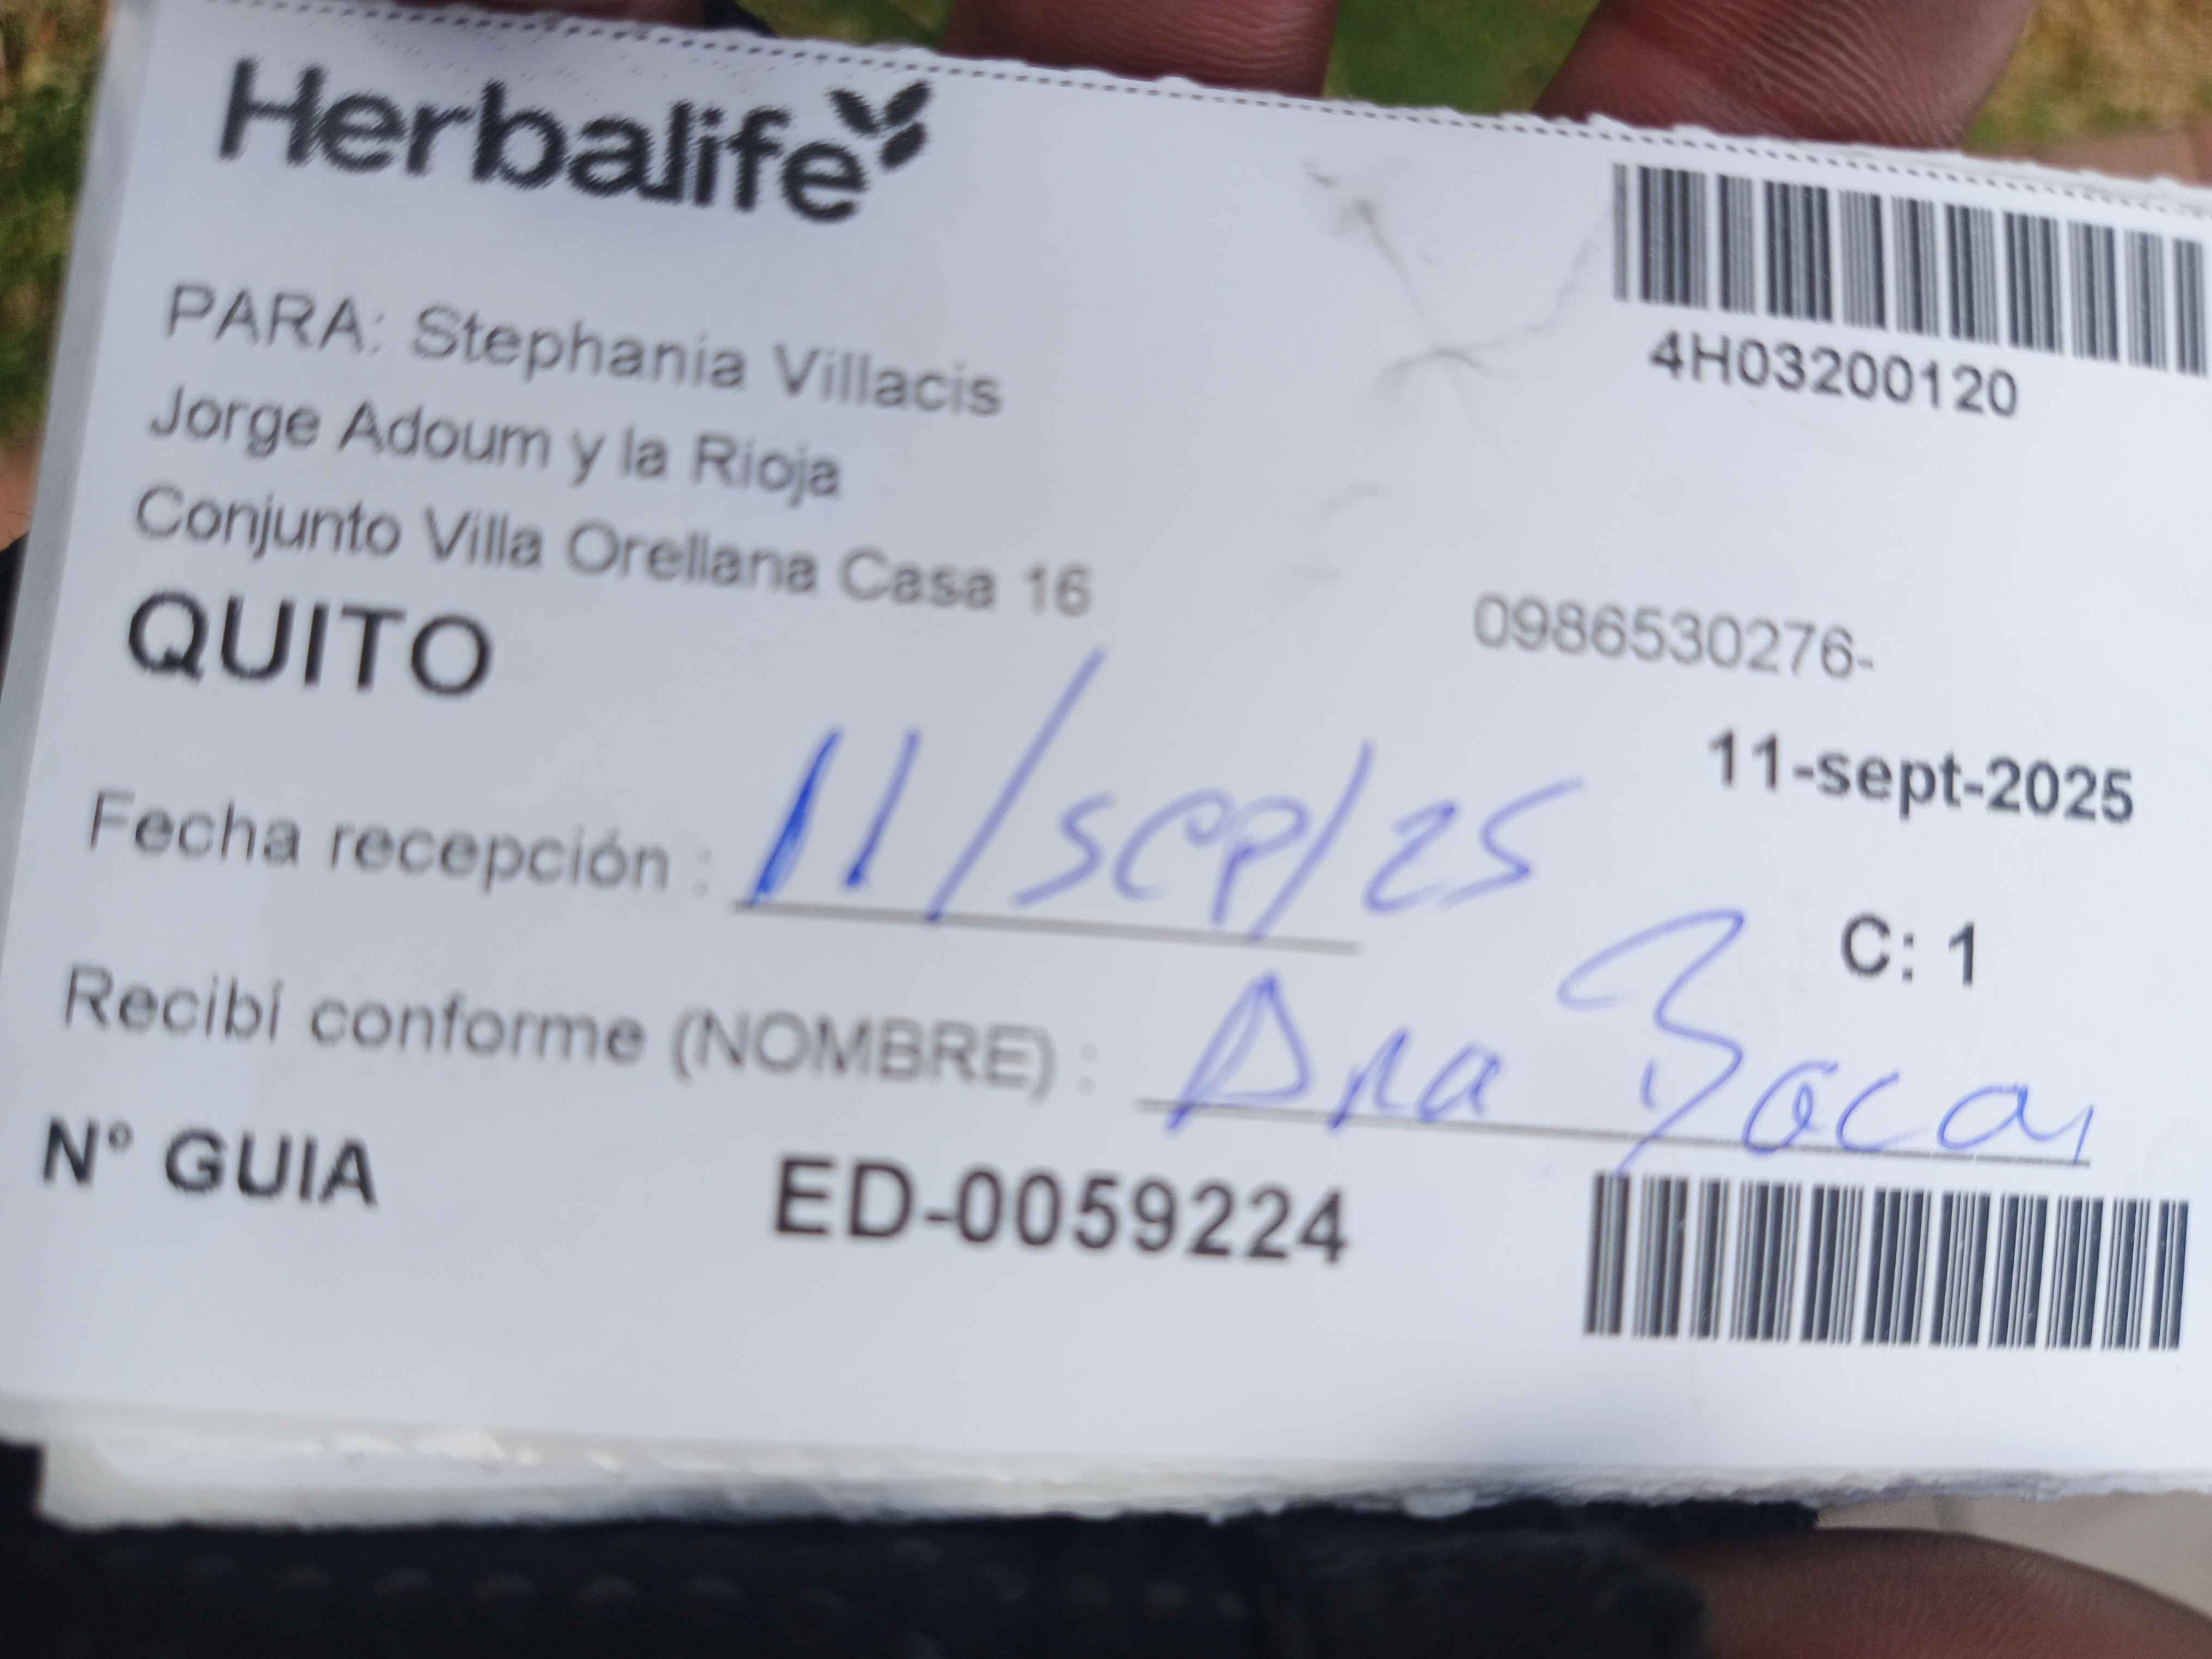 Herbalife
4H03200120
PARA: Stephania Villacis
Jorge Adoum y la Rioja
Conjunto Villa Orellana Casa 16
0986530276-
QUITO
11-sept-2025
Fecha recepción : 11/sep/25
C: 1
Recibí conforme (NOMBRE) : Ana
N° GUIA ED-0059224